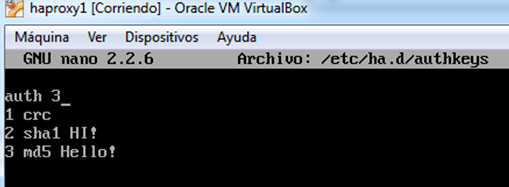 haproxy1 [Corriendo] - Oracle VM VirtualBox
Máquina Ver Dispositivos Ayuda
GNU nano 2.2.6 Archivo: /etc/ha.d/authkeys
auth 3_
1 crc
2 sha1 HI!
3 md5 Hello!